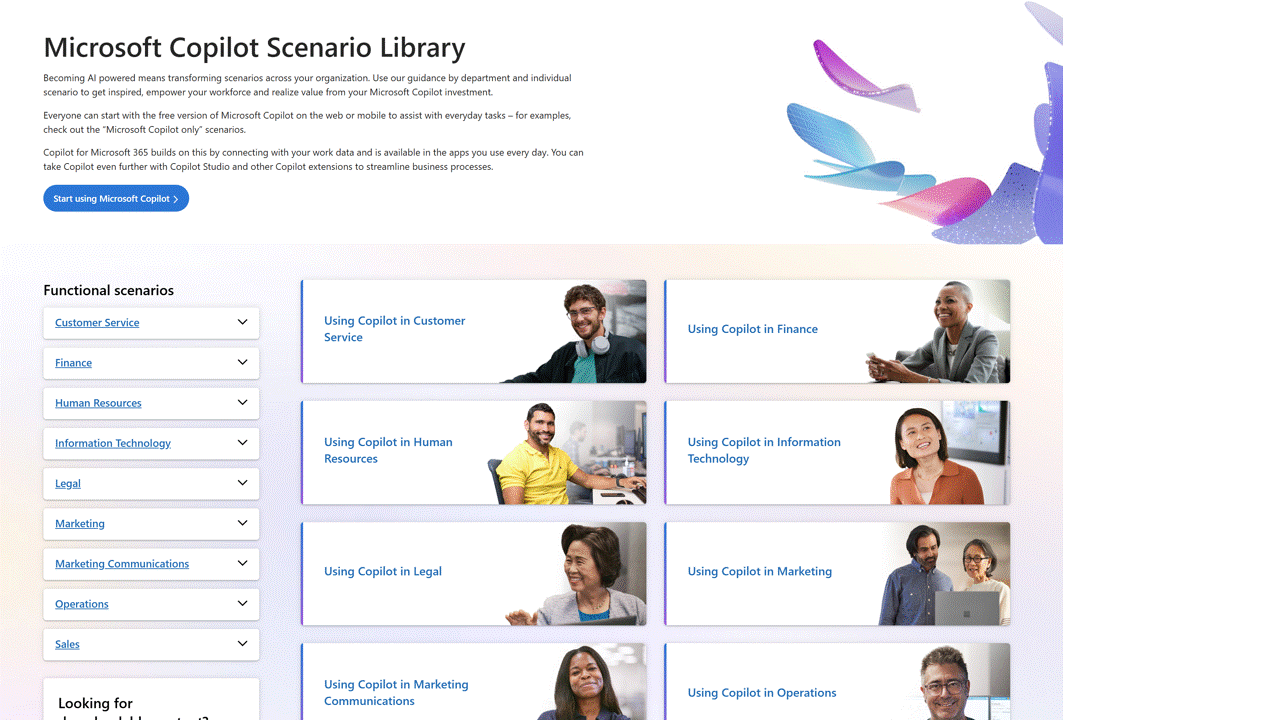 Microsoft Copilot Scenario Library
Becoming AI powered means transforming scenarios across your organization. Use our guidance by department and individual
scenario to get inspired, empower your workforce and realize value from your Microsoft Copilot investment.
Everyone can start with the free version of Microsoft Copilot on the web or mobile to assist with everyday tasks – for examples,
check out the "Microsoft Copilot only" scenarios.
Copilot for Microsoft 365 builds on this by connecting with your work data and is available in the apps you use every day. You can
take Copilot even further with Copilot Studio and other Copilot extensions to streamline business processes.
Start using Microsoft Copilot
Functional scenarios
Customer Service
Finance
Human Resources
Information Technology
Legal
Marketing
Marketing Communications
Operations
Sales
Looking for
Using Copilot in Customer
Service
Using Copilot in Finance
Using Copilot in Human
Resources
Using Copilot in Information
Technology
Using Copilot in Legal
Using Copilot in Marketing
Using Copilot in Marketing
Communications
Using Copilot in Operations